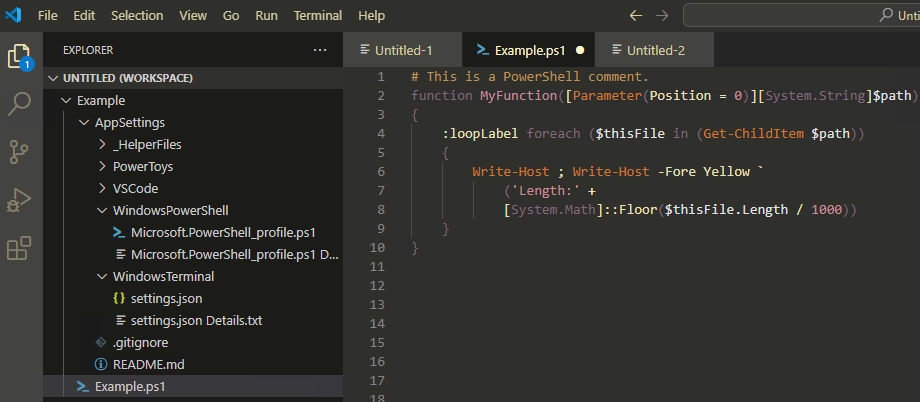 File Edit Selection View Go Run Terminal Help
Unti
EXPLORER ...
Untitled-1 Example.ps1 Untitled-2
1
UNTITLED (WORKSPACE)
Example
AppSettings
_HelperFiles
PowerToys
VSCode
WindowsPowerShell
Microsoft.PowerShell_profile.ps1
Microsoft.PowerShell_profile.ps1 D...
WindowsTerminal
{} settings.json
settings.json Details.txt
.gitignore
README.md
Example.ps1
1 # This is a PowerShell comment.
2 function MyFunction([Parameter(Position = 0)][System.String]$path)
3 {
4 :loopLabel foreach ($thisFile in (Get-ChildItem $path))
5 {
6 Write-Host ; Write-Host -Fore Yellow `
7 ('Length:' +
8 [System.Math]::Floor($thisFile.Length / 1000))
9 }
10 }
11
12
13
14
15
16
17
18